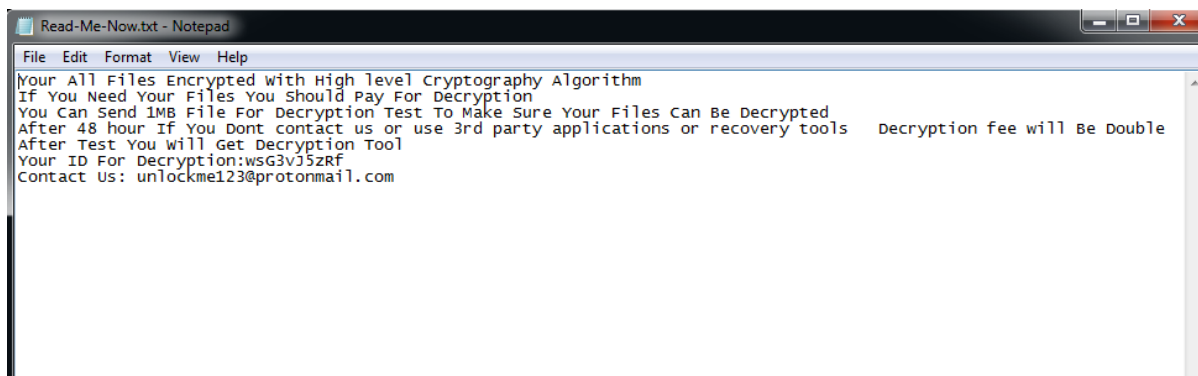 Read-Me-Now.txt - Notepad
File Edit Format View Help
Your All Files Encrypted With High level Cryptography Algorithm
If You Need Your Files You Should Pay For Decryption
You Can Send 1MB File For Decryption Test To Make Sure Your Files Can Be Decrypted
After 48 hour If You Dont contact us or use 3rd party applications or recovery tools   Decryption fee will Be Double
After Test You Will Get Decryption Tool
Your ID For Decryption:wsG3vJ5zRf
Contact Us: unlockme123@protonmail.com